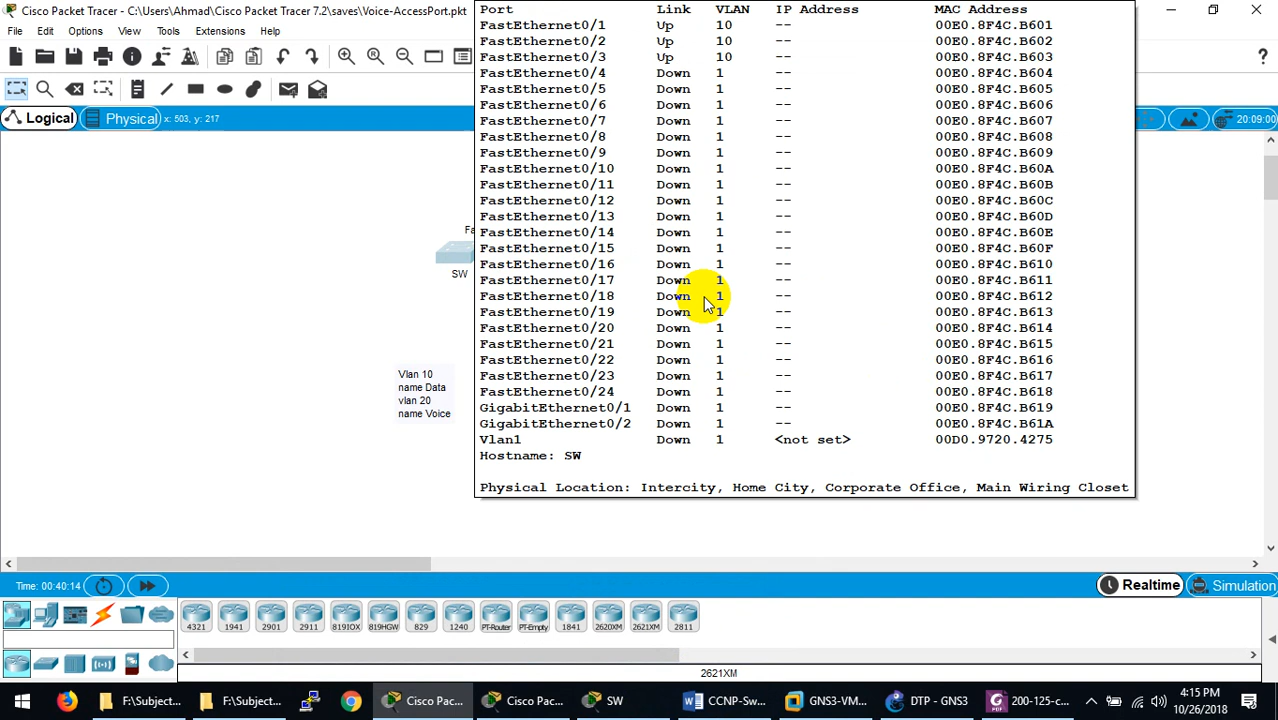 Cisco Packet Tracer - C:\Users\Ahmad\Cisco Packet Tracer 7.2\saves\Voice-AccessPort.pkt
File Edit Options View Tools Extensions Help
Logical Physical x: 503, y: 217
20:09:00
Port Link VLAN IP Address MAC Address
FastEthernet0/1 Up 10 -- 00E0.8F4C.B601
FastEthernet0/2 Up 10 -- 00E0.8F4C.B602
FastEthernet0/3 Up 10 -- 00E0.8F4C.B603
FastEthernet0/4 Down 1 -- 00E0.8F4C.B604
FastEthernet0/5 Down 1 -- 00E0.8F4C.B605
FastEthernet0/6 Down 1 -- 00E0.8F4C.B606
FastEthernet0/7 Down 1 -- 00E0.8F4C.B607
FastEthernet0/8 Down 1 -- 00E0.8F4C.B608
FastEthernet0/9 Down 1 -- 00E0.8F4C.B609
FastEthernet0/10 Down 1 -- 00E0.8F4C.B60A
FastEthernet0/11 Down 1 -- 00E0.8F4C.B60B
FastEthernet0/12 Down 1 -- 00E0.8F4C.B60C
FastEthernet0/13 Down 1 -- 00E0.8F4C.B60D
FastEthernet0/14 Down 1 -- 00E0.8F4C.B60E
FastEthernet0/15 Down 1 -- 00E0.8F4C.B60F
FastEthernet0/16 Down 1 -- 00E0.8F4C.B610
FastEthernet0/17 Down 1 -- 00E0.8F4C.B611
FastEthernet0/18 Down 1 -- 00E0.8F4C.B612
FastEthernet0/19 Down 1 -- 00E0.8F4C.B613
FastEthernet0/20 Down 1 -- 00E0.8F4C.B614
FastEthernet0/21 Down 1 -- 00E0.8F4C.B615
FastEthernet0/22 Down 1 -- 00E0.8F4C.B616
FastEthernet0/23 Down 1 -- 00E0.8F4C.B617
FastEthernet0/24 Down 1 -- 00E0.8F4C.B618
GigabitEthernet0/1 Down 1 -- 00E0.8F4C.B619
GigabitEthernet0/2 Down 1 -- 00E0.8F4C.B61A
Vlan1 Down 1 <not set> 00D0.9720.4275
Hostname: SW
Physical Location: Intercity, Home City, Corporate Office, Main Wiring Closet
Fa
SW
Vlan 10
name Data
vlan 20
name Voice
Time: 00:40:14
Realtime Simulation
4321 1941 2901 2911 819IOX 819HGW 829 1240 PT-Router PT-Empty 1841 2620XM 2621XM 2811
2621XM
F:\Subject... F:\Subject... Cisco Pac... Cisco Pac... SW CCNP-Sw... GNS3-VM... DTP - GNS3 200-125-c...
4:15 PM
10/26/2018